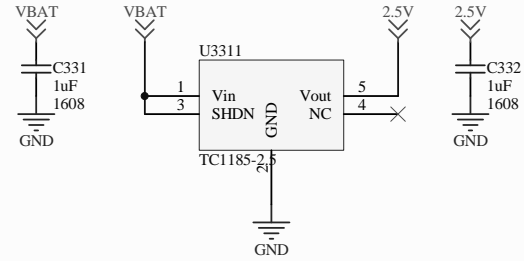 VBAT
VBAT
2.5V
2.5V
U3311
C331
1uF
1608
GND
1
Vin
3
SHDN
GND
Vout
5
NC
4
C332
1uF
1608
GND
TC1185-2.5
2
GND